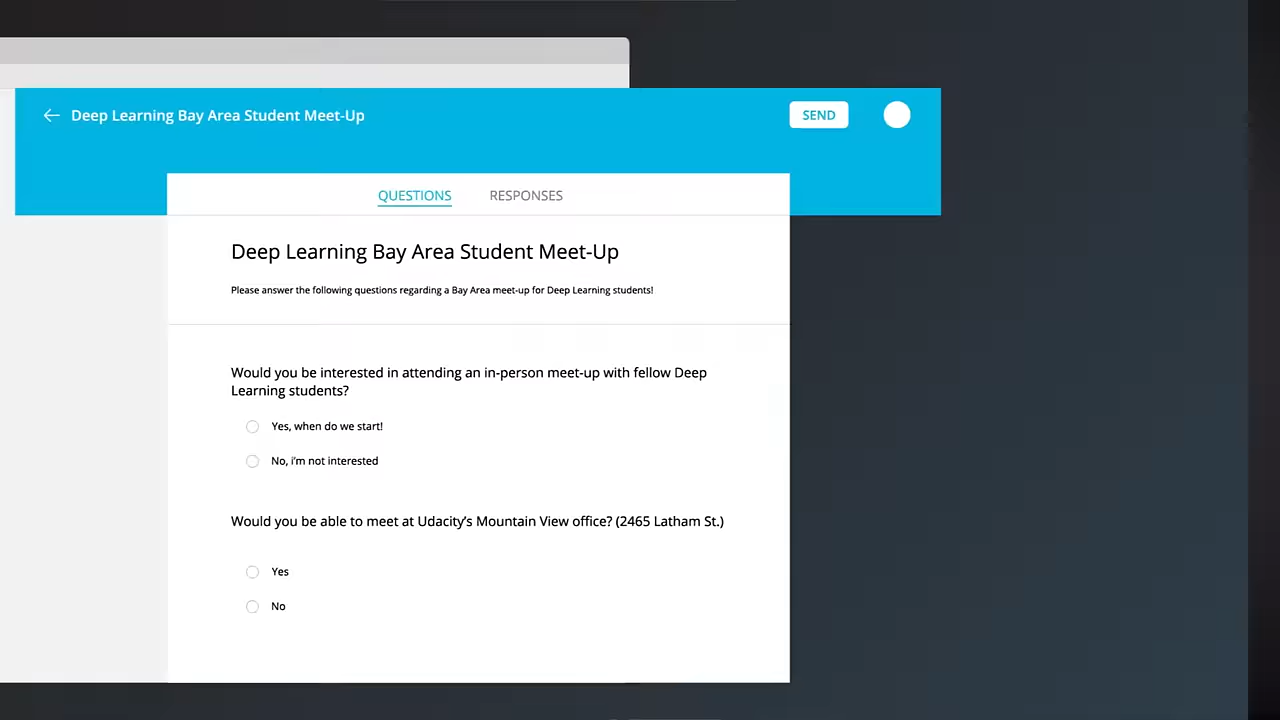 Deep Learning Bay Area Student Meet-Up
SEND
QUESTIONS
RESPONSES
Deep Learning Bay Area Student Meet-Up
Please answer the following questions regarding a Bay Area meet-up for Deep Learning students!
Would you be interested in attending an in-person meet-up with fellow Deep
Learning students?
Yes, when do we start!
No, i'm not interested
Would you be able to meet at Udacity's Mountain View office? (2465 Latham St.)
Yes
No